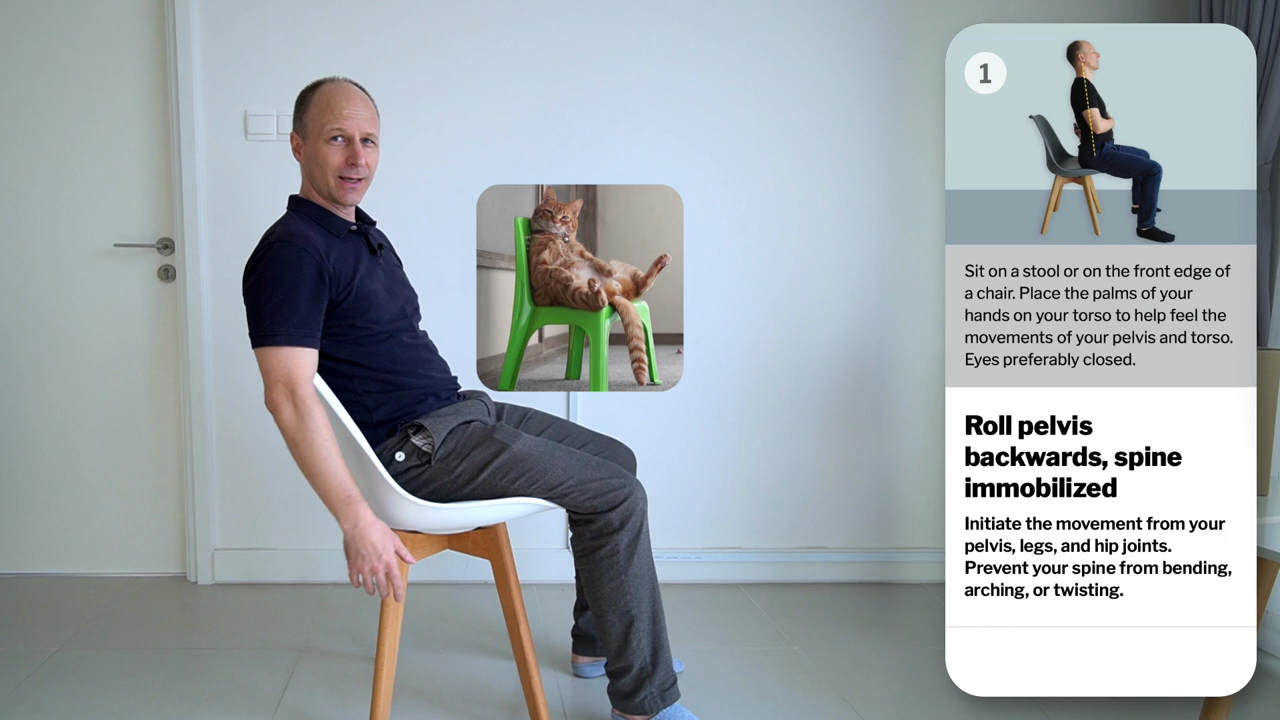 1
Sit on a stool or on the front edge of
a chair. Place the palms of your
hands on your torso to help feel the
movements of your pelvis and torso.
Eyes preferably closed.
Roll pelvis
backwards, spine
immobilized
Initiate the movement from your
pelvis, legs, and hip joints.
Prevent your spine from bending,
arching, or twisting.